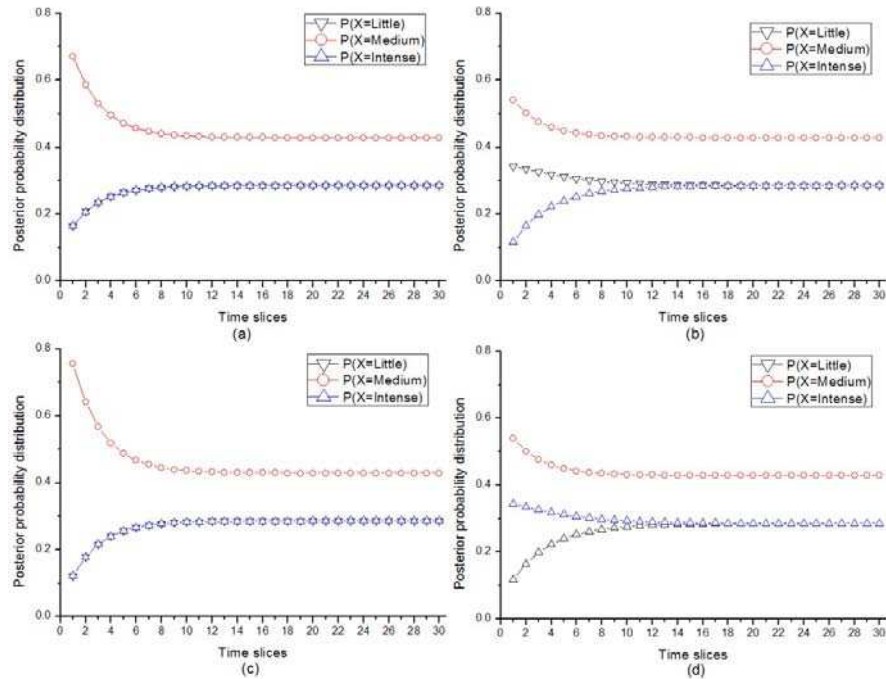 0.8
P(X=Little)
P(X=Medium)
P(X=Intense)
0.6
0.4
0.2
0.0
Posterior probability distribution
0 2 4 6 8 10 12 14 16 18 20 22 24 26 28 30
Time slices
(a)
0.8
P(X=Little)
P(X=Medium)
P(X=Intense)
0.6
0.4
0.2
0.0
Posterior probability distribution
0 2 4 6 8 10 12 14 16 18 20 22 24 26 28 30
Time slices
(b)
0.8
P(X=Little)
P(X=Medium)
P(X=Intense)
0.6
0.4
0.2
0.0
Posterior probability distribution
0 2 4 6 8 10 12 14 16 18 20 22 24 26 28 30
Time slices
(c)
0.8
P(X=Little)
P(X=Medium)
P(X=Intense)
0.6
0.4
0.2
0.0
Posterior probability distribution
0 2 4 6 8 10 12 14 16 18 20 22 24 26 28 30
Time slices
(d)